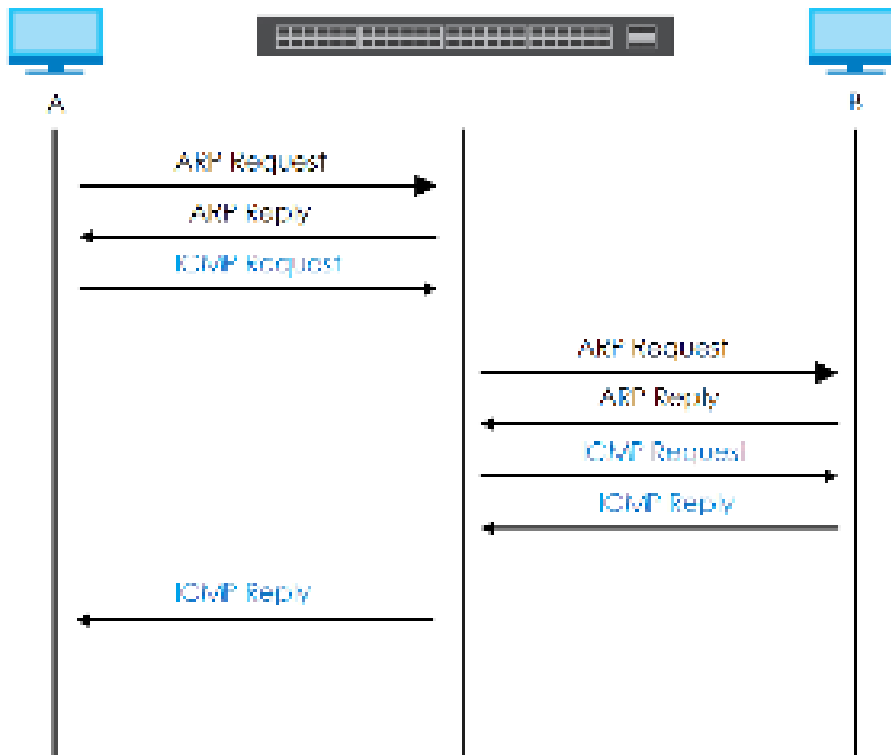 A
B
ARP Request
ARP Reply
ICMP Request
ARP Request
ARP Reply
ICMP Request
ICMP Reply
ICMP Reply